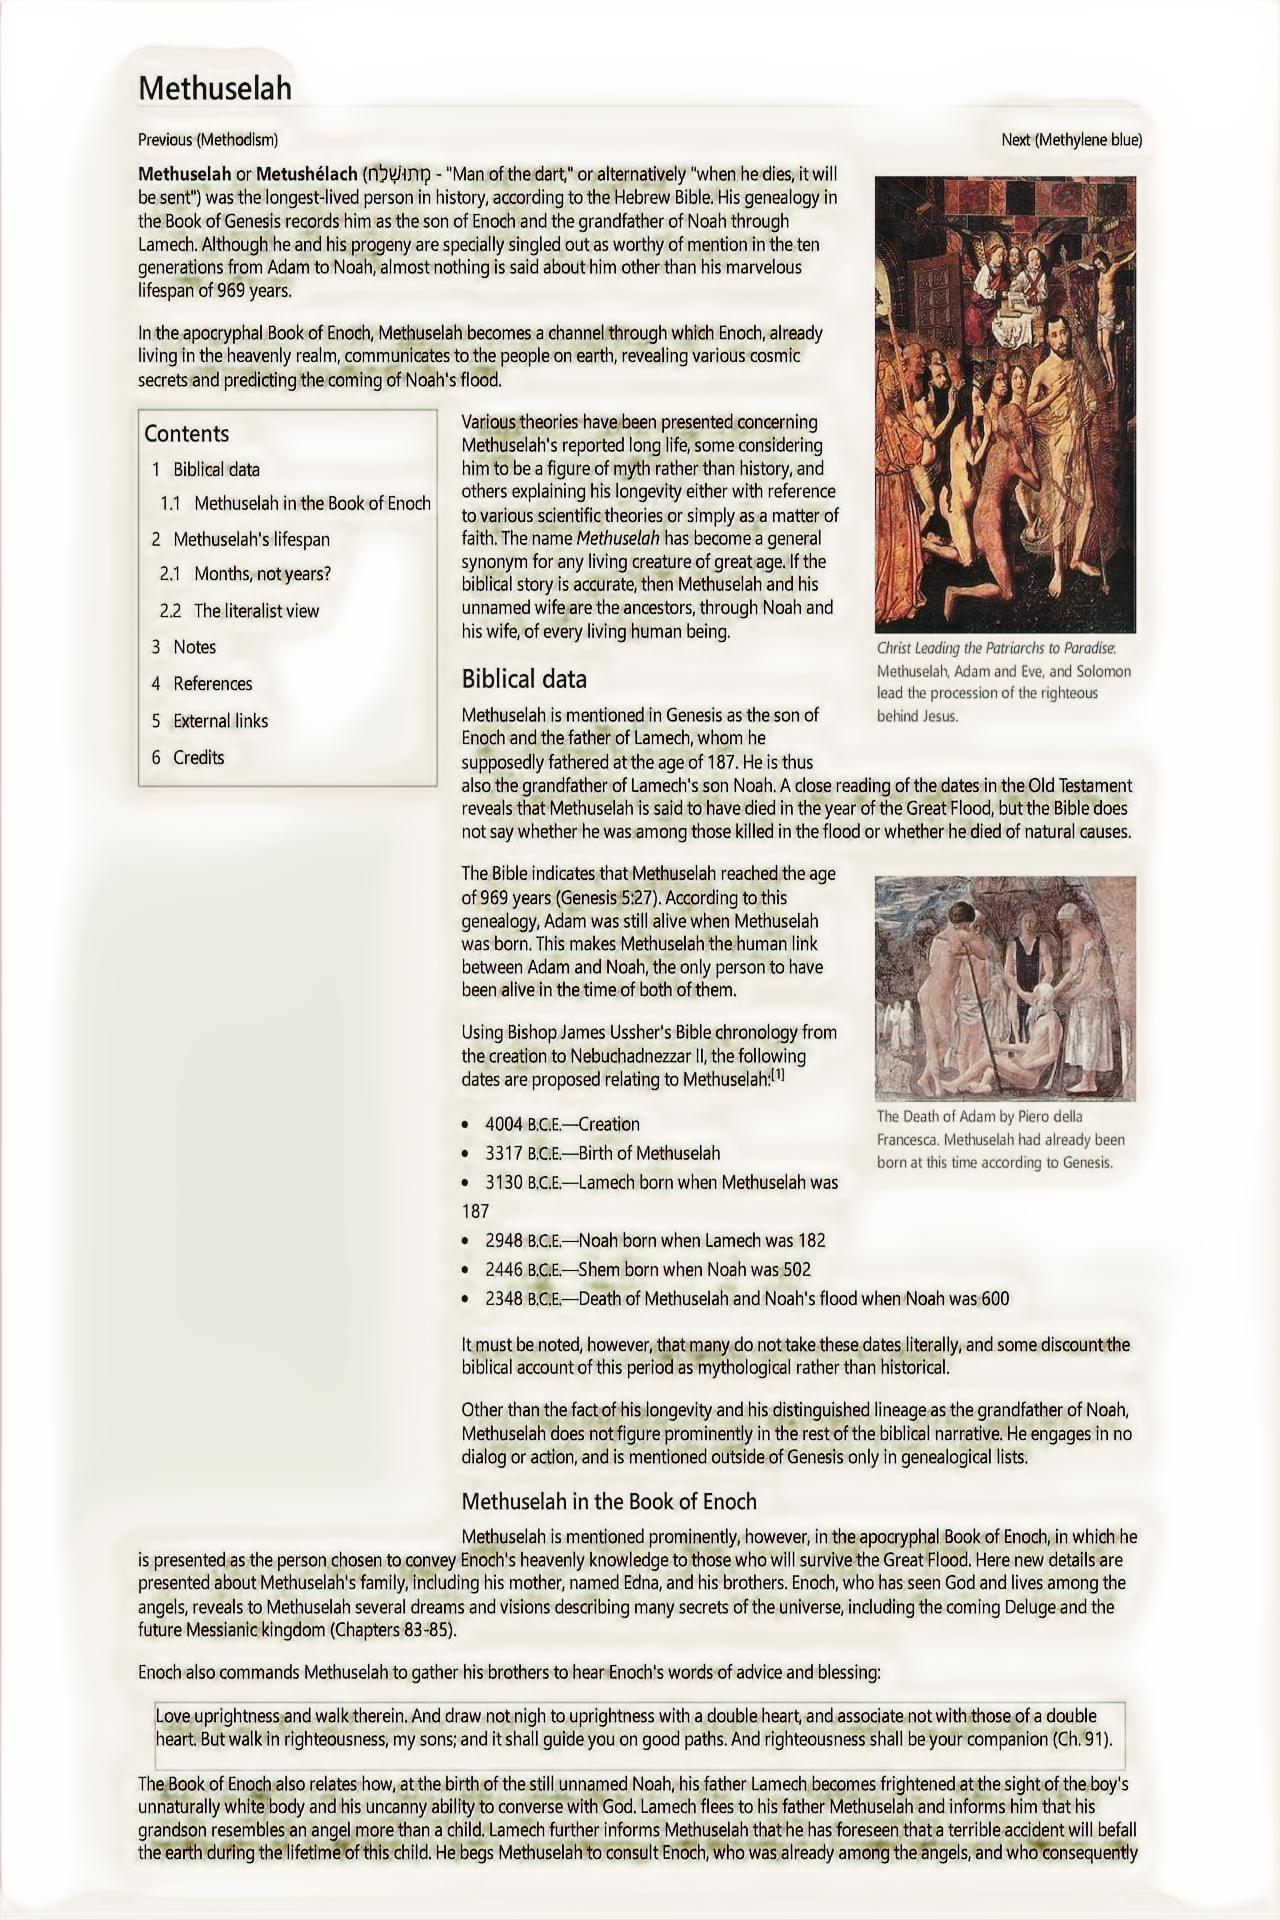 Methuselah
Previous (Methodism)
Next (Methylene blue)
Methuselah or Metushélach (מְתוּשֶׁלַח - "Man of the dart," or alternatively "when he dies, it will
be sent") was the longest-lived person in history, according to the Hebrew Bible. His genealogy in
the Book of Genesis records him as the son of Enoch and the grandfather of Noah through
Lamech. Although he and his progeny are specially singled out as worthy of mention in the ten
generations from Adam to Noah, almost nothing is said about him other than his marvelous
lifespan of 969 years.
In the apocryphal Book of Enoch, Methuselah becomes a channel through which Enoch, already
living in the heavenly realm, communicates to the people on earth, revealing various cosmic
secrets and predicting the coming of Noah's flood.
Contents
1 Biblical data
1.1 Methuselah in the Book of Enoch
2 Methuselah's lifespan
2.1 Months, not years?
2.2 The literalist view
3 Notes
4 References
5 External links
6 Credits
Various theories have been presented concerning
Methuselah's reported long life, some considering
him to be a figure of myth rather than history, and
others explaining his longevity either with reference
to various scientific theories or simply as a matter of
faith. The name Methuselah has become a general
synonym for any living creature of great age. If the
biblical story is accurate, then Methuselah and his
unnamed wife are the ancestors, through Noah and
his wife, of every living human being.
Christ Leading the Patriarchs to Paradise.
Methuselah, Adam and Eve, and Solomon
lead the procession of the righteous
behind Jesus.
Biblical data
Methuselah is mentioned in Genesis as the son of
Enoch and the father of Lamech, whom he
supposedly fathered at the age of 187. He is thus
also the grandfather of Lamech's son Noah. A close reading of the dates in the Old Testament
reveals that Methuselah is said to have died in the year of the Great Flood, but the Bible does
not say whether he was among those killed in the flood or whether he died of natural causes.
The Bible indicates that Methuselah reached the age
of 969 years (Genesis 5:27). According to this
genealogy, Adam was still alive when Methuselah
was born. This makes Methuselah the human link
between Adam and Noah, the only person to have
been alive in the time of both of them.
Using Bishop James Ussher's Bible chronology from
the creation to Nebuchadnezzar II, the following
dates are proposed relating to Methuselah:[1]
The Death of Adam by Piero della
Francesca. Methuselah had already been
born at this time according to Genesis.
• 4004 B.C.E.—Creation
• 3317 B.C.E.—Birth of Methuselah
• 3130 B.C.E.—Lamech born when Methuselah was
187
• 2948 B.C.E.—Noah born when Lamech was 182
• 2446 B.C.E.—Shem born when Noah was 502
• 2348 B.C.E.—Death of Methuselah and Noah's flood when Noah was 600
It must be noted, however, that many do not take these dates literally, and some discount the
biblical account of this period as mythological rather than historical.
Other than the fact of his longevity and his distinguished lineage as the grandfather of Noah,
Methuselah does not figure prominently in the rest of the biblical narrative. He engages in no
dialog or action, and is mentioned outside of Genesis only in genealogical lists.
Methuselah in the Book of Enoch
Methuselah is mentioned prominently, however, in the apocryphal Book of Enoch, in which he
is presented as the person chosen to convey Enoch's heavenly knowledge to those who will survive the Great Flood. Here new details are
presented about Methuselah's family, including his mother, named Edna, and his brothers. Enoch, who has seen God and lives among the
angels, reveals to Methuselah several dreams and visions describing many secrets of the universe, including the coming Deluge and the
future Messianic kingdom (Chapters 83-85).
Enoch also commands Methuselah to gather his brothers to hear Enoch's words of advice and blessing:
Love uprightness and walk therein. And draw not nigh to uprightness with a double heart, and associate not with those of a double
heart. But walk in righteousness, my sons; and it shall guide you on good paths. And righteousness shall be your companion (Ch. 91).
The Book of Enoch also relates how, at the birth of the still unnamed Noah, his father Lamech becomes frightened at the sight of the boy's
unnaturally white body and his uncanny ability to converse with God. Lamech flees to his father Methuselah and informs him that his
grandson resembles an angel more than a child. Lamech further informs Methuselah that he has foreseen that a terrible accident will befall
the earth during the lifetime of this child. He begs Methuselah to consult Enoch, who was already among the angels, and who consequently